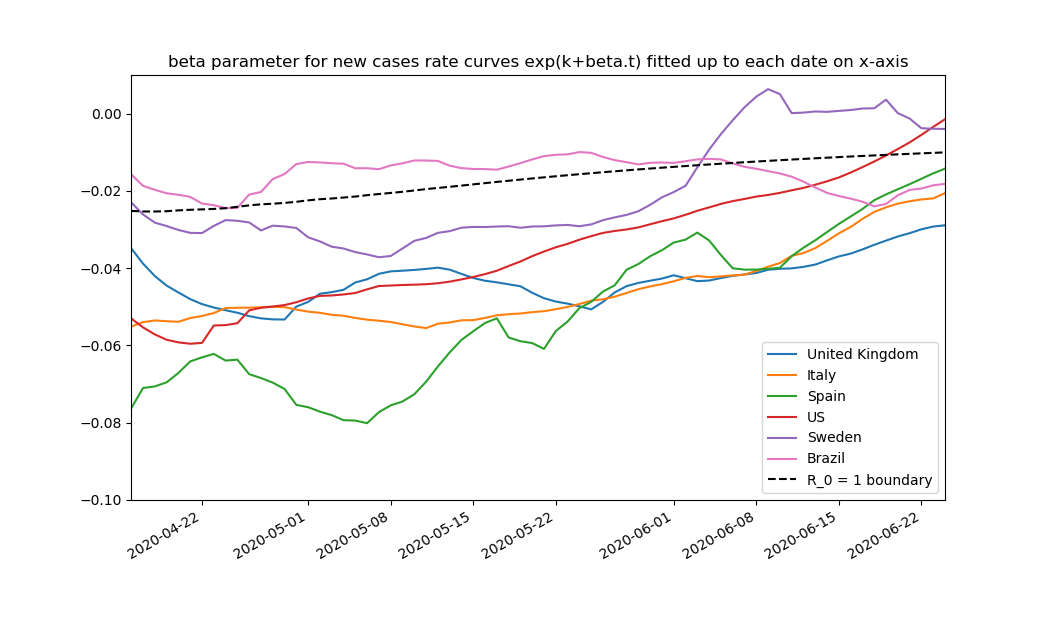 beta parameter for new cases rate curves exp(k+beta.t) fitted up to each date on x-axis
0.00
−0.02
−0.04
−0.06
−0.08
−0.10
United Kingdom
Italy
Spain
US
Sweden
Brazil
R_0 = 1 boundary
2020-04-22
2020-05-01
2020-05-08
2020-05-15
2020-05-22
2020-06-01
2020-06-08
2020-06-15
2020-06-22